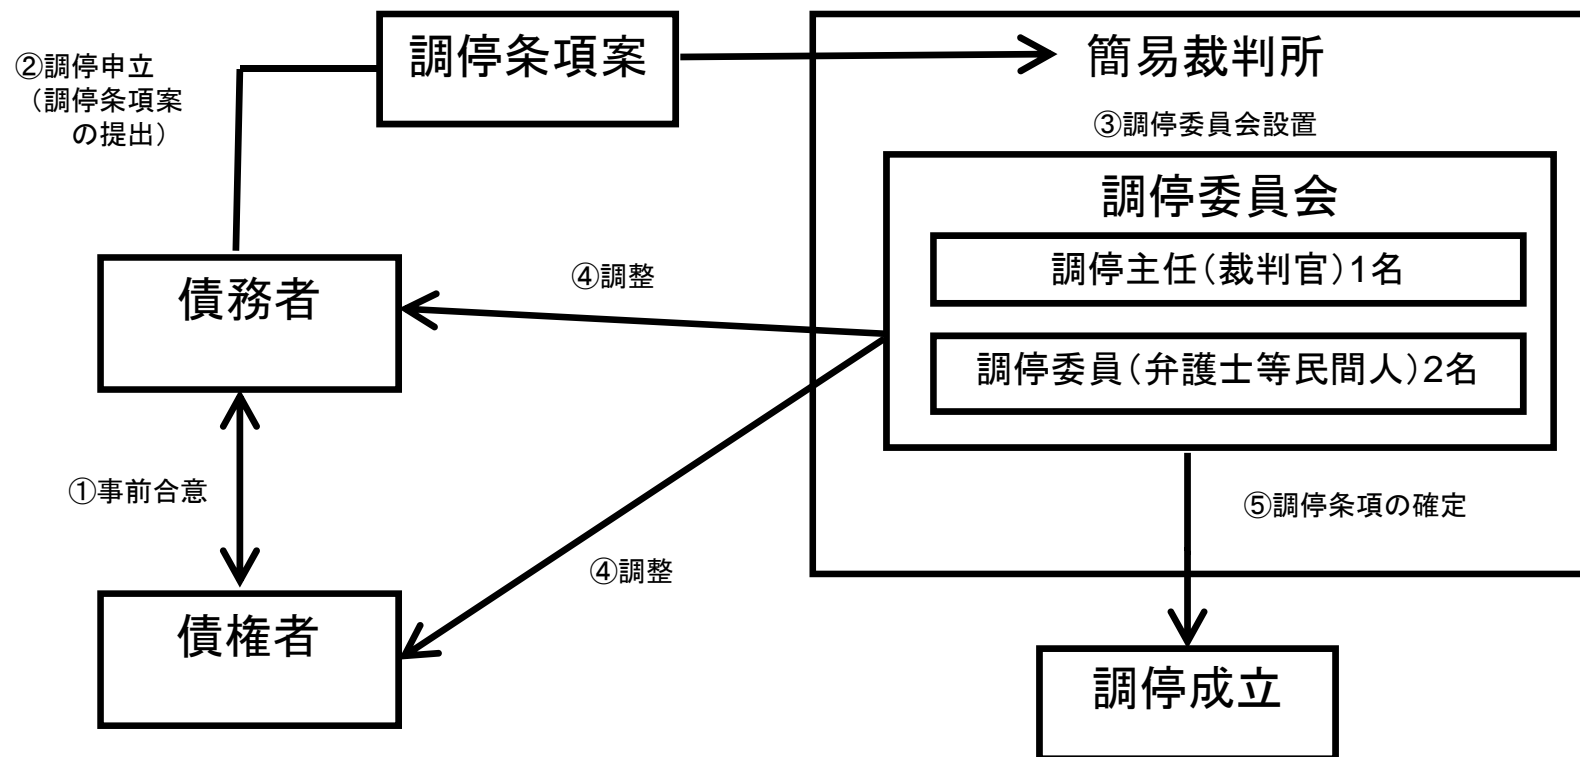 ②調停申立
（調停条項案
の提出）
調停条項案
簡易裁判所
③調停委員会設置
調停委員会
調停主任（裁判官）1名
調停委員（弁護士等民間人）2名
債務者
④調整
①事前合意
④調整
⑤調停条項の確定
債権者
調停成立